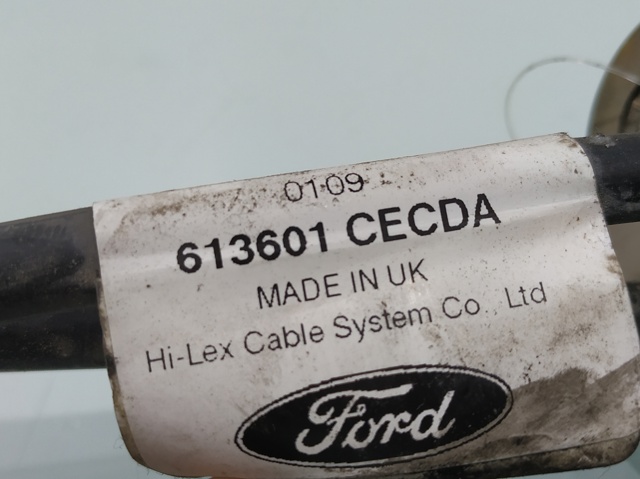 01 09
613601 CECDA
MADE IN UK
Hi-Lex Cable System Co. Ltd
Ford